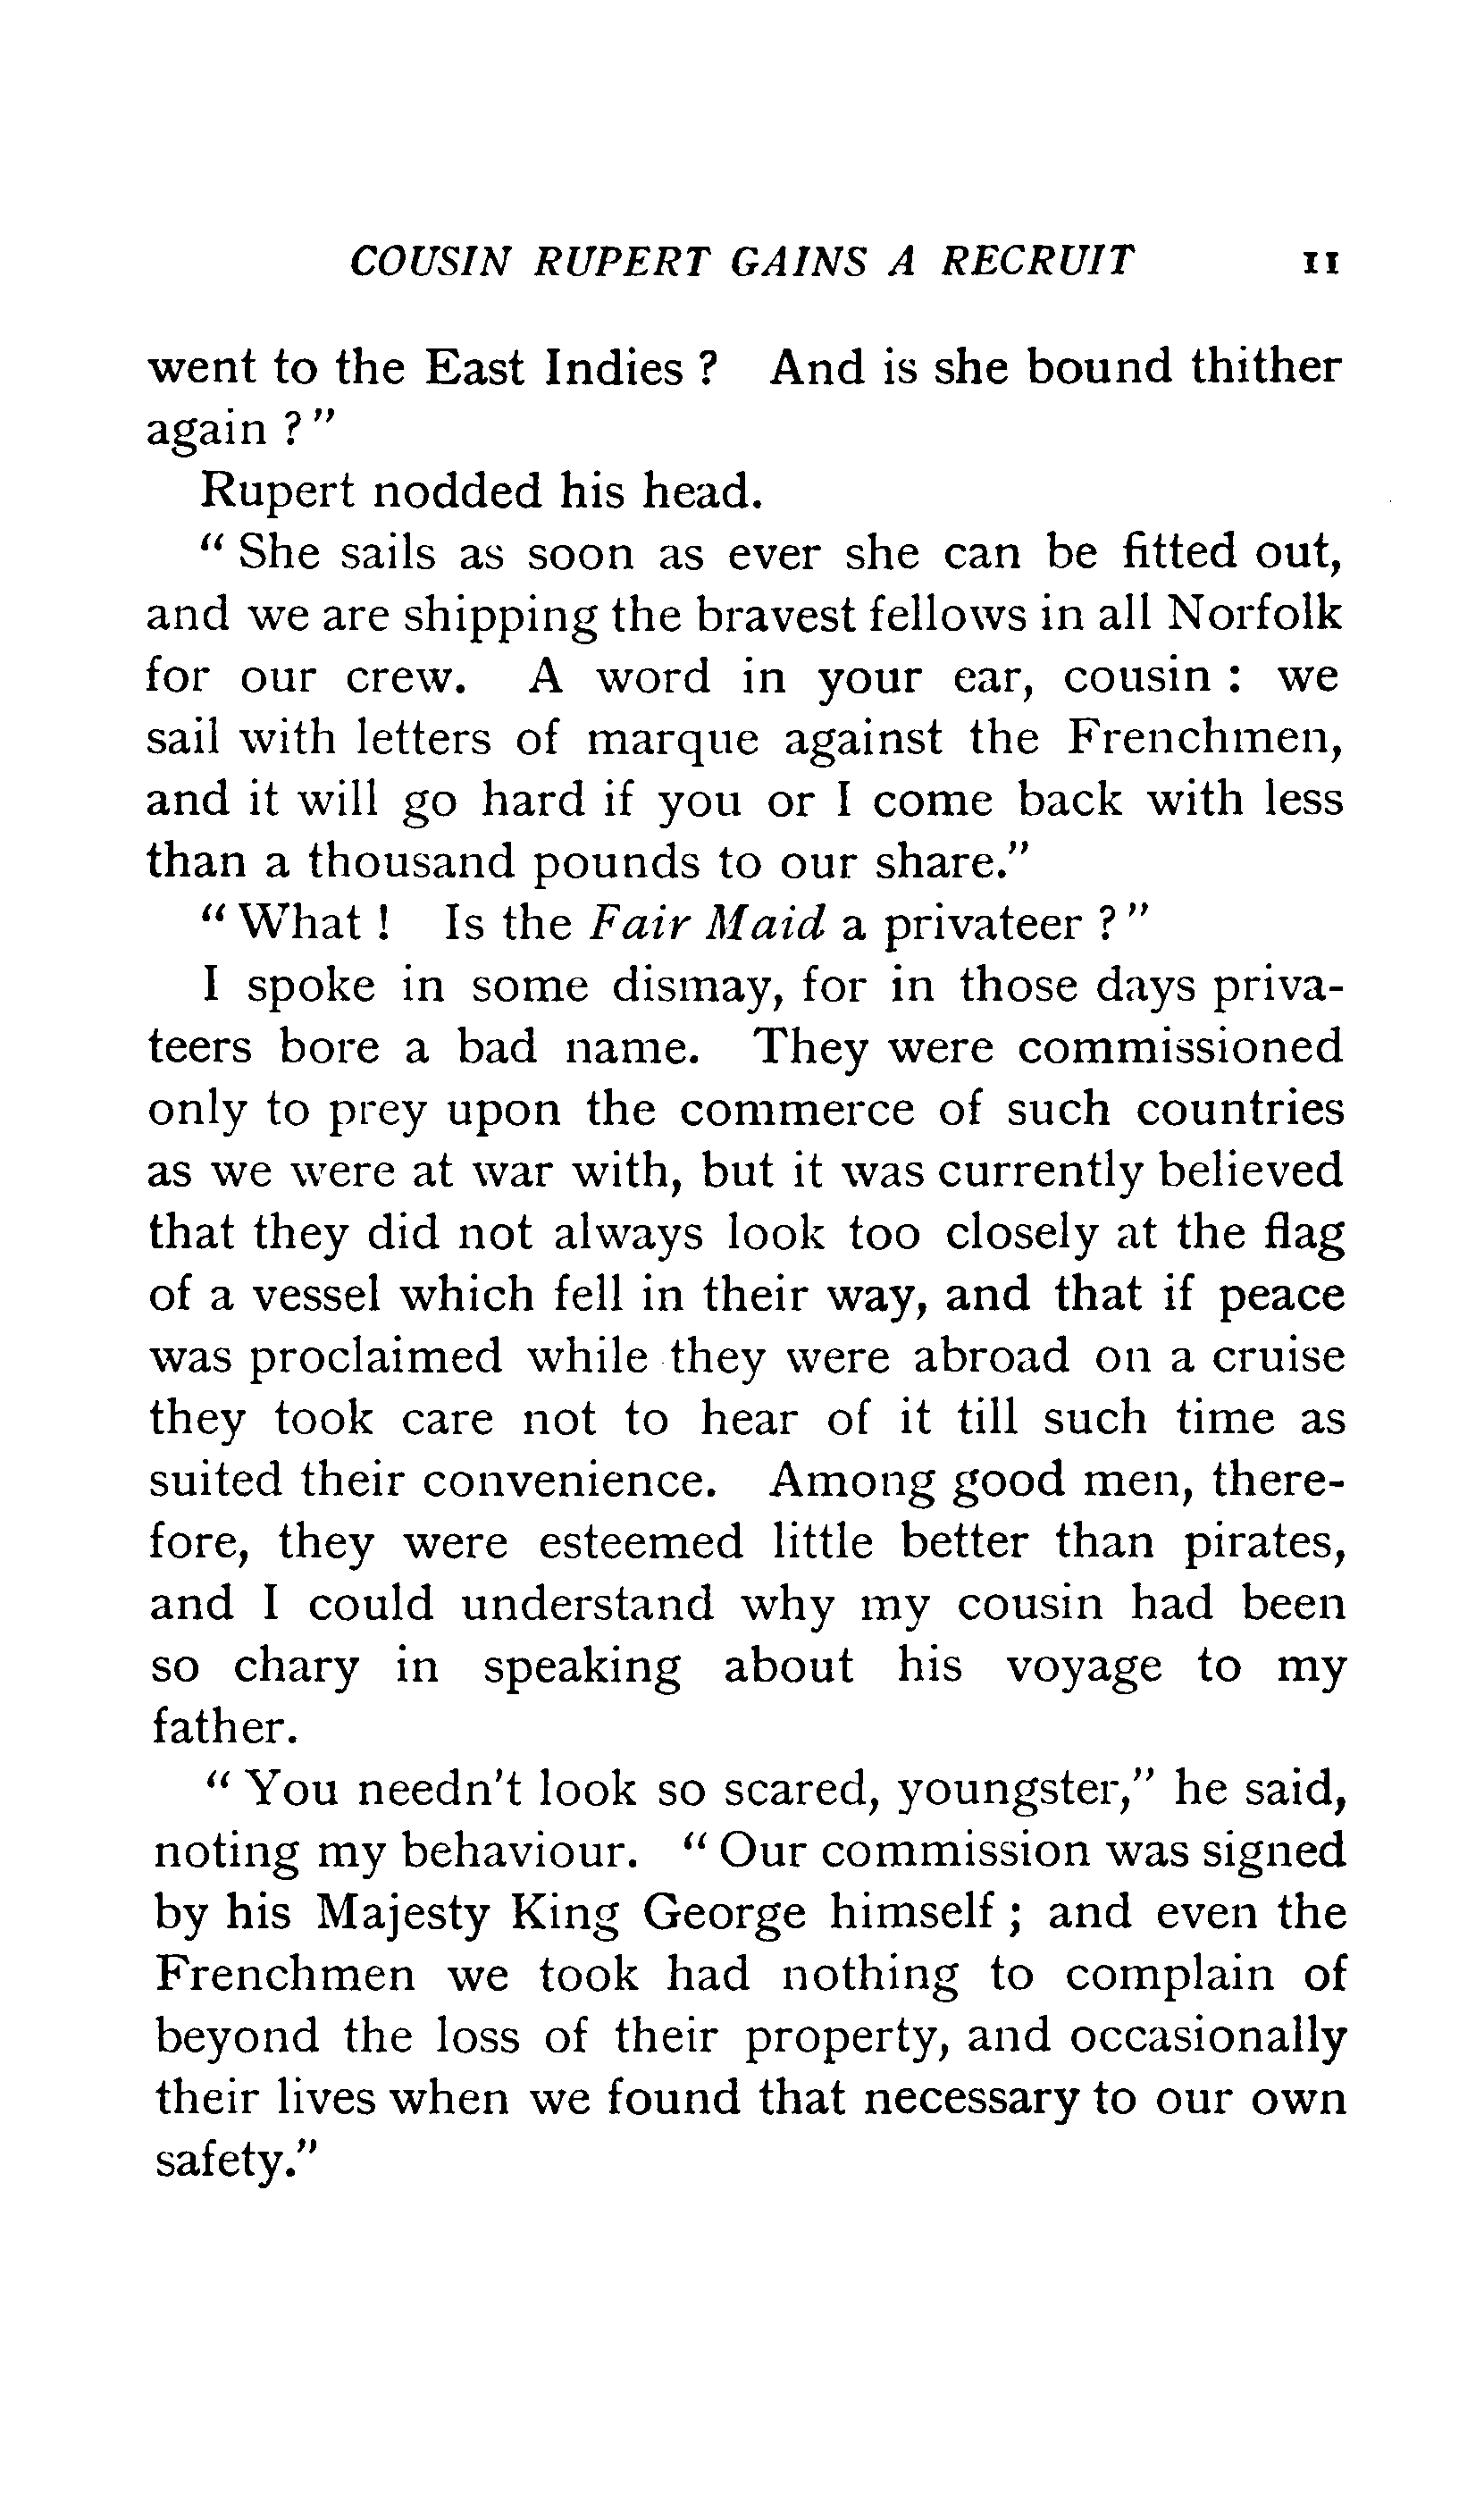 COUSIN RUPERT GAINS A RECRUIT 11
went to the East Indies ? And is she bound thither
again ? "
Rupert nodded his head.
" She sails as soon as ever she can be fitted out,
and we are shipping the bravest fellows in all Norfolk
for our crew. A word in your ear, cousin : we
sail with letters of marque against the Frenchmen,
and it will go hard if you or I come back with less
than a thousand pounds to our share."
" What ! Is the Fair Maid a privateer ? "
I spoke in some dismay, for in those days priva-
teers bore a bad name. They were commissioned
only to prey upon the commerce of such countries
as we were at war with, but it was currently believed
that they did not always look too closely at the flag
of a vessel which fell in their way, and that if peace
was proclaimed while they were abroad on a cruise
they took care not to hear of it till such time as
suited their convenience. Among good men, there-
fore, they were esteemed little better than pirates,
and I could understand why my cousin had been
so chary in speaking about his voyage to my
father.
" You needn't look so scared, youngster," he said,
noting my behaviour. " Our commission was signed
by his Majesty King George himself ; and even the
Frenchmen we took had nothing to complain of
beyond the loss of their property, and occasionally
their lives when we found that necessary to our own
safety."